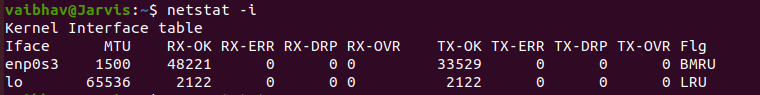 vaibhav@Jarvis:~$ netstat -i
Kernel Interface table
Iface      MTU    RX-OK RX-ERR RX-DRP RX-OVR    TX-OK TX-ERR TX-DRP TX-OVR Flg
enp0s3    1500    48221      0      0 0         33529      0      0      0 BMRU
lo       65536     2122      0      0 0          2122      0      0      0 LRU